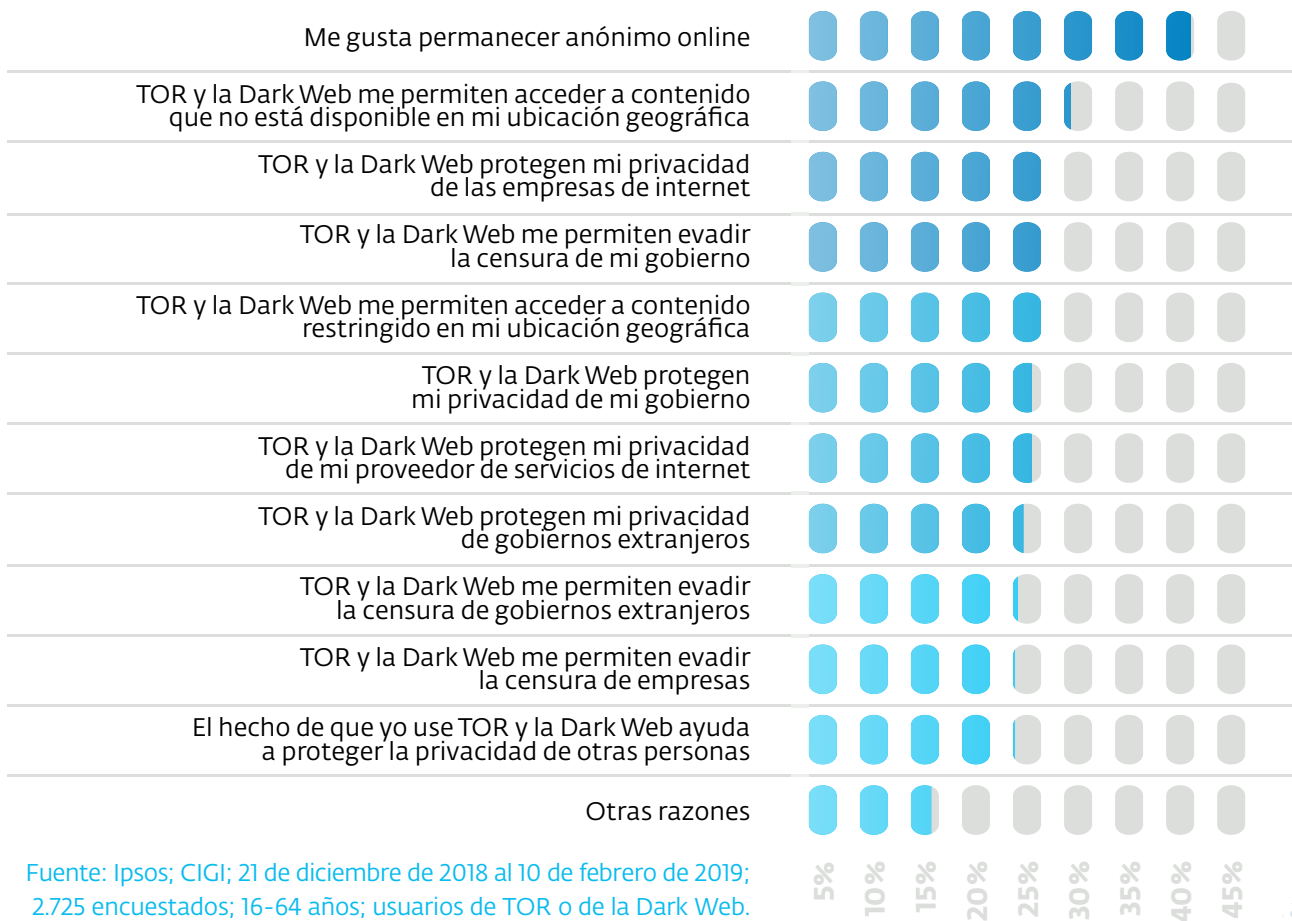 Me gusta permanecer anónimo online
TOR y la Dark Web me permiten acceder a contenido
que no está disponible en mi ubicación geográfica
TOR y la Dark Web protegen mi privacidad
de las empresas de internet
TOR y la Dark Web me permiten evadir
la censura de mi gobierno
TOR y la Dark Web me permiten acceder a contenido
restringido en mi ubicación geográfica
TOR y la Dark Web protegen
mi privacidad de mi gobierno
TOR y la Dark Web protegen mi privacidad
de mi proveedor de servicios de internet
TOR y la Dark Web protegen mi privacidad
de gobiernos extranjeros
TOR y la Dark Web me permiten evadir
la censura de gobiernos extranjeros
TOR y la Dark Web me permiten evadir
la censura de empresas
El hecho de que yo use TOR y la Dark Web ayuda
a proteger la privacidad de otras personas
Otras razones
5%
10%
15%
20%
25%
30%
35%
40%
45%
Fuente: Ipsos; CIGI; 21 de diciembre de 2018 al 10 de febrero de 2019;
2.725 encuestados; 16-64 años; usuarios de TOR o de la Dark Web.